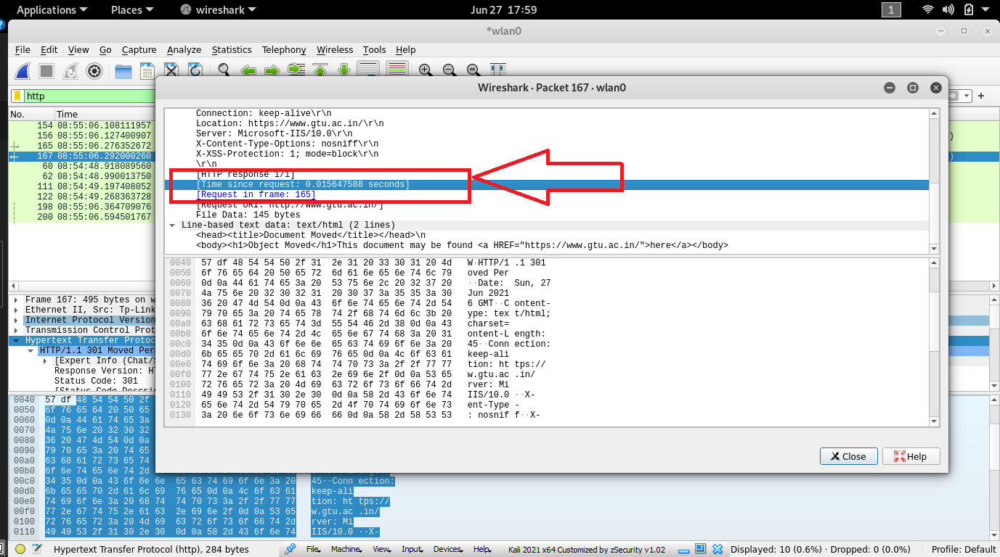 Applications Places wireshark Jun 27 17:59 1
*wlan0
File Edit View Go Capture Analyze Statistics Telephony Wireless Tools Help
http
No. Time
154 08:55:06.108111957
156 08:55:06.127400907
165 08:55:06.276352672
167 08:55:06.292000260
60 08:54:48.918089560
62 08:54:48.990013750
111 08:54:49.197408052
122 08:54:49.268363728
198 08:55:06.364709076
200 08:55:06.594501767
Frame 167: 495 bytes on w
Ethernet II, Src: Tp-Link
Internet Protocol Version
Transmission Control Prot
Hypertext Transfer Protoc
HTTP/1.1 301 Moved Per
[Expert Info (Chat/S
Response Version: HT
Status Code: 301
[Status Code Descri
Wireshark · Packet 167 · wlan0
Connection: keep-alive\r\n
Location: https://www.gtu.ac.in/\r\n
Server: Microsoft-IIS/10.0\r\n
X-Content-Type-Options: nosniff\r\n
X-XSS-Protection: 1; mode=block\r\n
\r\n
[HTTP response 1/1]
[Time since request: 0.015647588 seconds]
[Request in frame: 165]
[Request URI: http://www.gtu.ac.in/]
File Data: 145 bytes
Line-based text data: text/html (2 lines)
<head><title>Document Moved</title></head>\n
<body><h1>Object Moved</h1>This document may be found <a HREF="https://www.gtu.ac.in/">here</a></body>
0040 57 df 48 54 54 50 2f 31 2e 31 20 33 30 31 20 4d W·HTTP/1 .1 301
0050 6f 76 65 64 20 50 65 72 6d 61 6e 65 6e 74 6c 79 oved Per
0060 0d 0a 44 61 74 65 3a 20 53 75 6e 2c 20 32 37 20 ··Date: Sun, 27
0070 4a 75 6e 20 32 30 32 31 20 30 37 3a 35 35 3a 30 Jun 2021
0080 36 20 47 4d 54 0d 0a 43 6f 6e 74 65 6e 74 2d 54 6 GMT··C ontent-
0090 79 70 65 3a 20 74 65 78 74 2f 68 74 6d 6c 3b 20 ype: tex t/html;
00a0 63 68 61 72 73 65 74 3d 55 54 46 2d 38 0d 0a 43 charset=
00b0 6f 6e 74 65 6e 74 2d 4c 65 6e 67 74 68 3a 20 31 ontent-L ength:
00c0 34 35 0d 0a 43 6f 6e 6e 65 63 74 69 6f 6e 3a 20 45··Conn ection:
00d0 6b 65 65 70 2d 61 6c 69 76 65 0d 0a 4c 6f 63 61 keep-ali
00e0 74 69 6f 6e 3a 20 68 74 74 70 73 3a 2f 2f 77 77 tion: ht tps://
00f0 77 2e 67 74 75 2e 61 63 2e 69 6e 2f 0d 0a 53 65 w.gtu.ac .in/
0100 72 76 65 72 3a 20 4d 69 63 72 6f 73 6f 66 74 2d rver: Mi
0110 49 49 53 2f 31 30 2e 30 0d 0a 58 2d 43 6f 6e 74 IIS/10.0 ··X-
0120 65 6e 74 2d 54 79 70 65 2d 4f 70 74 69 6f 6e 73 ent-Type -
0130 3a 20 6e 6f 73 6e 69 66 66 0d 0a 58 2d 58 53 53 : nosnif f··X-
Close Help
0040 57 df 48 54 54 50 2f
0050 6f 76 65 64 20 50 65
0060 0d 0a 44 61 74 65 3a
0070 4a 75 6e 20 32 30 32
0080 36 20 47 4d 54 0d 0a
0090 79 70 65 3a 20 74 65
00a0 63 68 61 72 73 65 74
00b0 6f 6e 74 65 6e 74 2d
00c0 34 35 0d 0a 43 6f 6e 6e 65 63 74 69 6f 6e 3a 20 45··Conn ection:
00d0 6b 65 65 70 2d 61 6c 69 76 65 0d 0a 4c 6f 63 61 keep-ali
00e0 74 69 6f 6e 3a 20 68 74 74 70 73 3a 2f 2f 77 77 tion: ht tps://
00f0 77 2e 67 74 75 2e 61 63 2e 69 6e 2f 0d 0a 53 65 w.gtu.ac .in/
0100 72 76 65 72 3a 20 4d 69 63 72 6f 73 6f 66 74 2d rver: Mi
0110 49 49 53 2f 31 30 2e 30 0d 0a 58 2d 43 6f 6e 74 IIS/10.0 ··X-
Hypertext Transfer Protocol (http), 284 bytes File Machine View Input Devices Help Kali 2021 x64 Customized by zSecurity v1.02 Displayed: 10 (0.6%) · Dropped: 0 (0.0%) Profile: Default